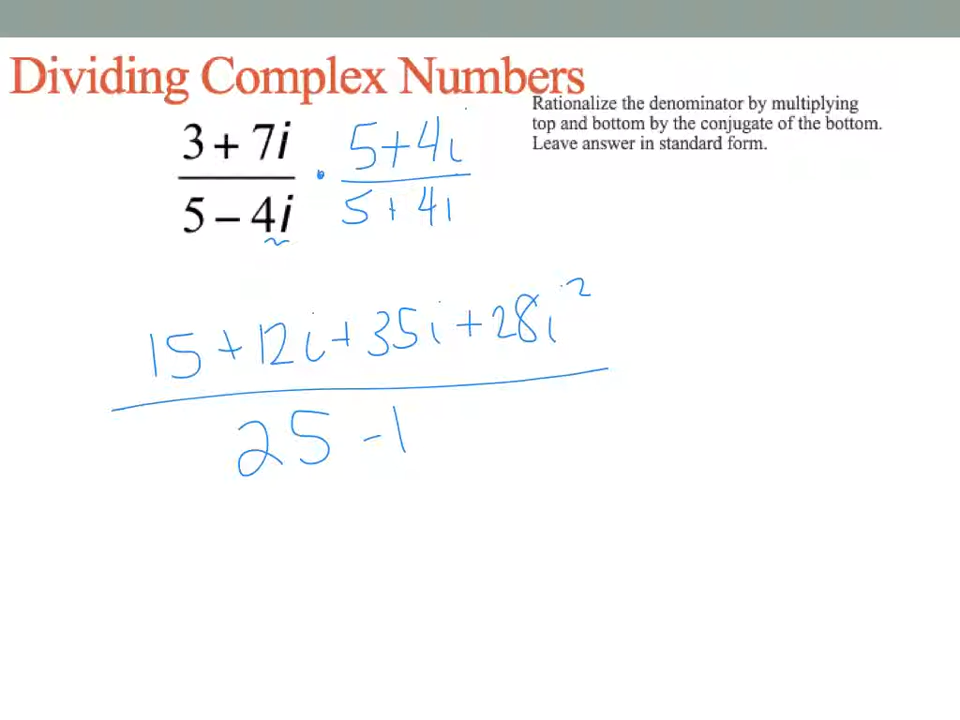 Dividing Complex Numbers
Rationalize the denominator by multiplying
top and bottom by the conjugate of the bottom.
Leave answer in standard form.
3 + 7i
5 − 4i
·
5+4i
5+4i
15+12i+35i+28i²
25 -1